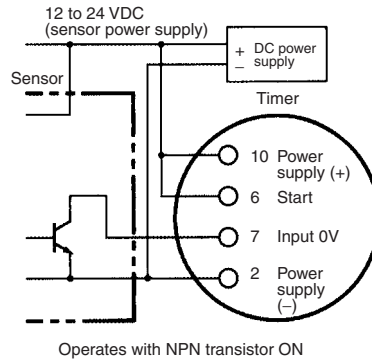 12 to 24 VDC
(sensor power supply)
+ DC power
– supply
Sensor
Timer
10 Power
supply (+)
6 Start
7 Input 0V
2 Power
supply
(–)
Operates with NPN transistor ON